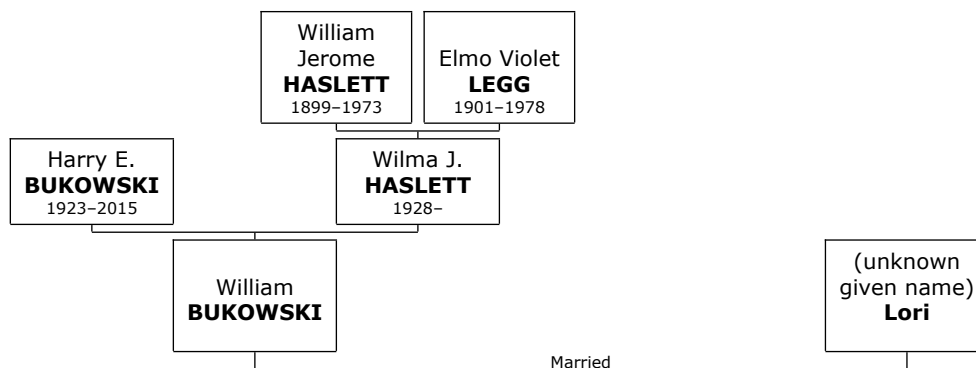 William
Jerome
HASLETT
1899–1973
Elmo Violet
LEGG
1901–1978
Harry E.
BUKOWSKI
1923–2015
Wilma J.
HASLETT
1928–
William
BUKOWSKI
(unknown
given name)
Lori
Married